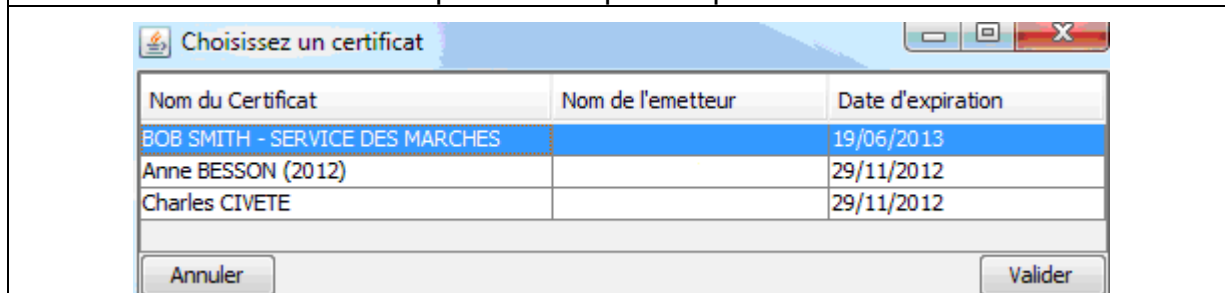 Choisissez un certificat
Nom du Certificat Nom de l'emetteur Date d'expiration
BOB SMITH - SERVICE DES MARCHES 19/06/2013
Anne BESSON (2012) 29/11/2012
Charles CIVETE 29/11/2012
Annuler Valider